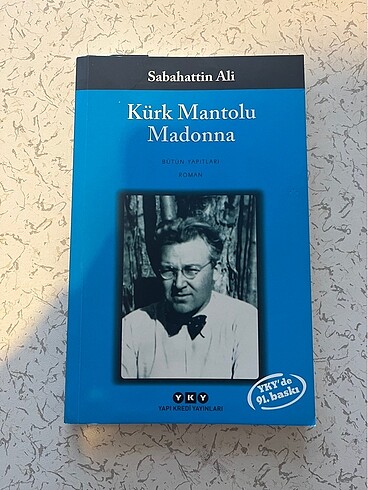 Sabahattin Ali
Kürk Mantolu
Madonna
BÜTÜN YAPITLARI
ROMAN
YKY
YAPI KREDİ YAYINLARI
YKY'de
91. baskı